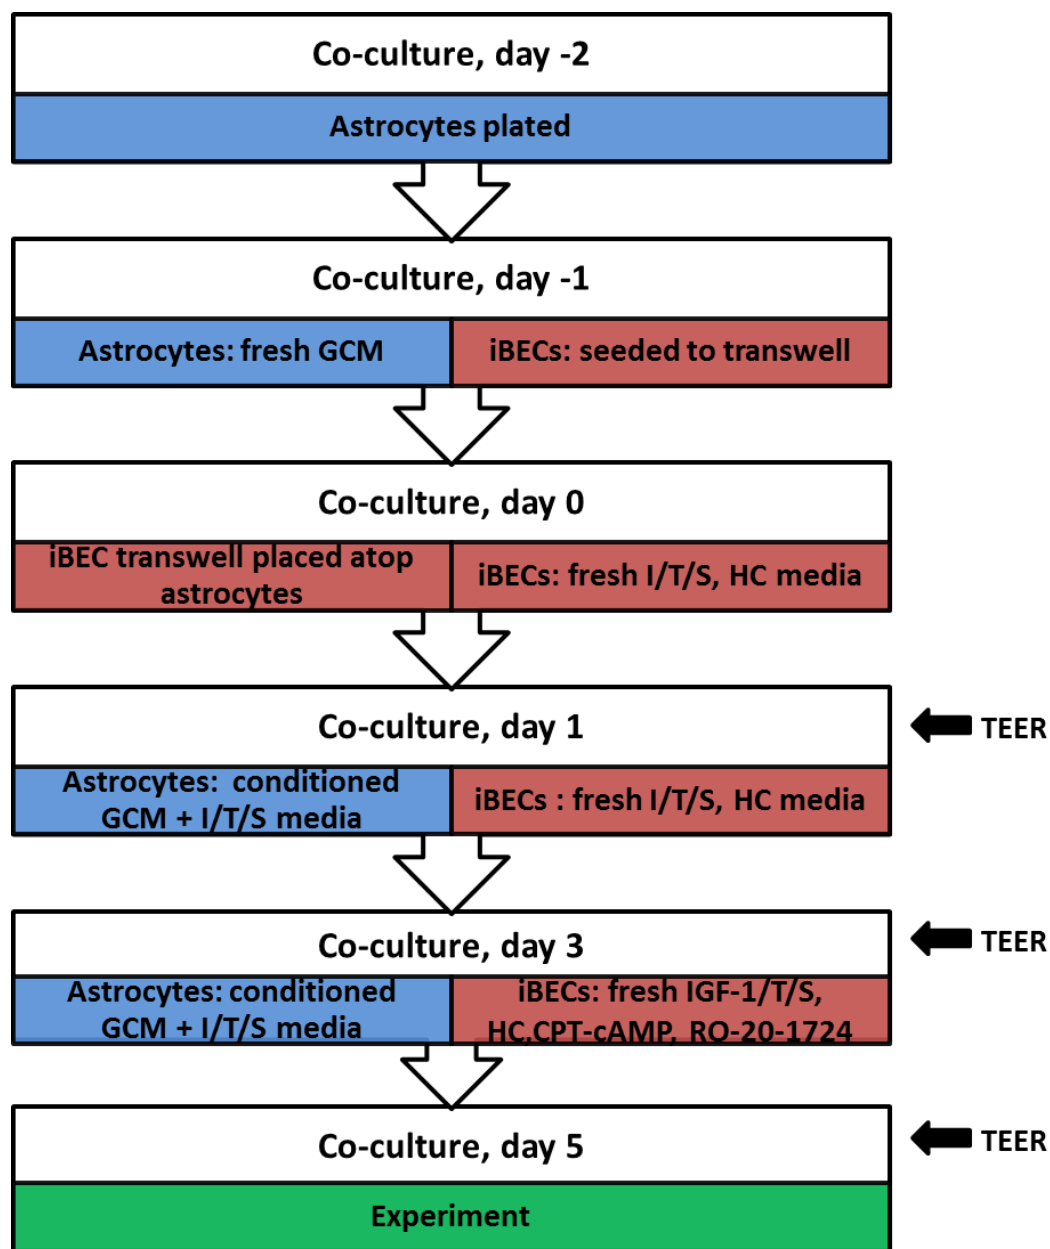 Co-culture, day -2
Astrocytes plated
Co-culture, day -1
Astrocytes: fresh GCM
iBECs: seeded to transwell
Co-culture, day 0
iBEC transwell placed atop
astrocytes
iBECs: fresh I/T/S, HC media
Co-culture, day 1
TEER
Astrocytes: conditioned
GCM + I/T/S media
iBECs : fresh I/T/S, HC media
Co-culture, day 3
TEER
Astrocytes: conditioned
GCM + I/T/S media
iBECs: fresh IGF-1/T/S,
HC,CPT-cAMP, RO-20-1724
Co-culture, day 5
TEER
Experiment